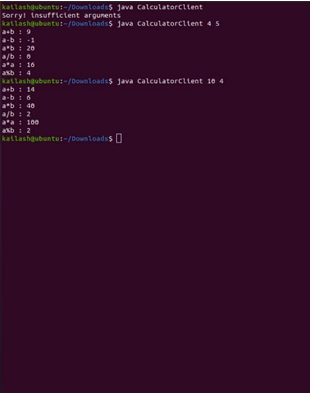 kailash@ubuntu:~/Downloads$ java CalculatorClient
Sorry! insufficient arguments
kailash@ubuntu:~/Downloads$ java CalculatorClient 4 5
a+b : 9
a-b : -1
a*b : 20
a/b : 0
a*a : 16
a%b : 4
kailash@ubuntu:~/Downloads$ java CalculatorClient 10 4
a+b : 14
a-b : 6
a*b : 40
a/b : 2
a*a : 100
a%b : 2
kailash@ubuntu:~/Downloads$